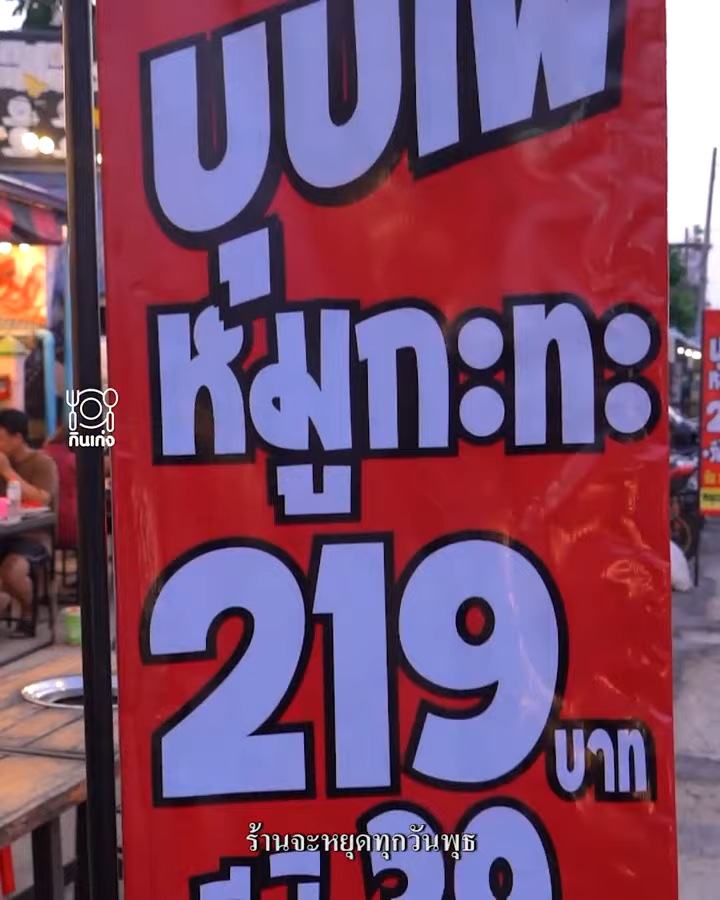 บุฟเฟ่
หมูกะทะ
219
บาท
กินเก่ง
ร้านจะหยุดทุกวันพุธ
39